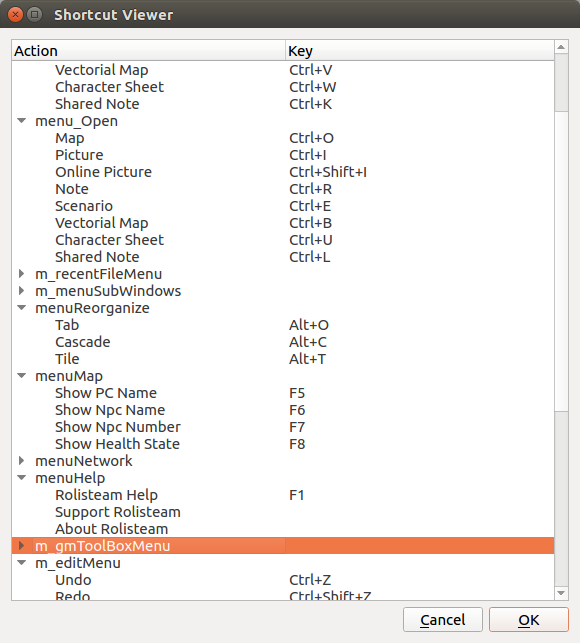 Shortcut Viewer
Action Key
Vectorial Map Ctrl+V
Character Sheet Ctrl+W
Shared Note Ctrl+K
menu_Open
Map Ctrl+O
Picture Ctrl+I
Online Picture Ctrl+Shift+I
Note Ctrl+R
Scenario Ctrl+E
Vectorial Map Ctrl+B
Character Sheet Ctrl+U
Shared Note Ctrl+L
m_recentFileMenu
m_menuSubWindows
menuReorganize
Tab Alt+O
Cascade Alt+C
Tile Alt+T
menuMap
Show PC Name F5
Show Npc Name F6
Show Npc Number F7
Show Health State F8
menuNetwork
menuHelp
Rolisteam Help F1
Support Rolisteam
About Rolisteam
m_gmToolBoxMenu
m_editMenu
Undo Ctrl+Z
Redo Ctrl+Shift+Z
Cancel OK